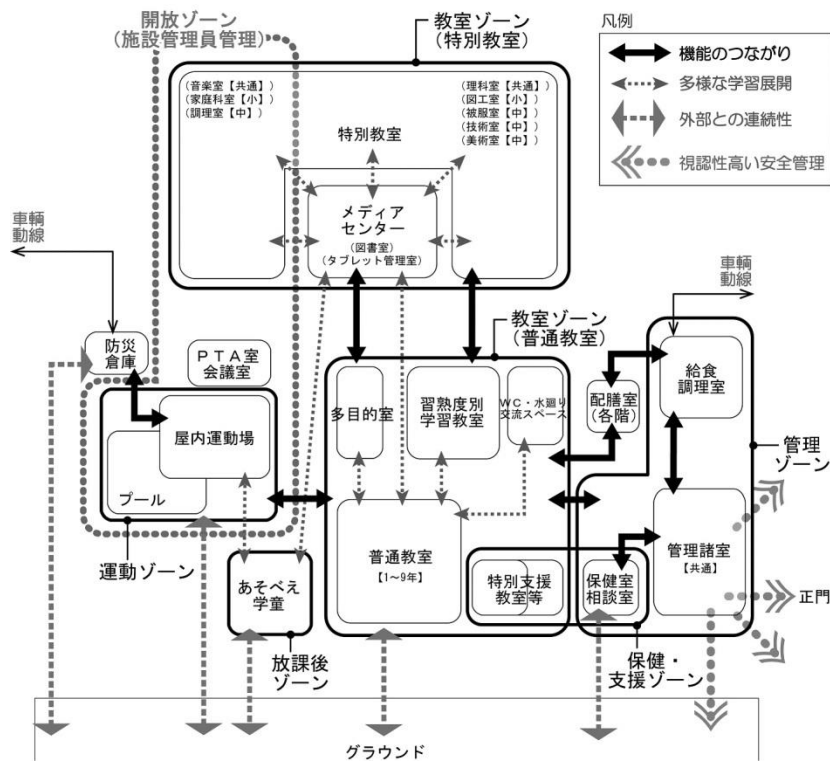 開放ゾーン
（施設管理員管理）
教室ゾーン
（特別教室）
凡例
機能のつながり
多様な学習展開
外部との連続性
視認性高い安全管理
（音楽室【共通】）
（家庭科室【小】）
（調理室【中】）
（理科室【共通】）
（図工室【小】）
（被服室【中】）
（技術室【中】）
（美術室【中】）
特別教室
メディア
センター
（図書室）
（タブレット管理室）
車輌
動線
車輌
動線
教室ゾーン
（普通教室）
防災
倉庫
ＰＴＡ室
会議室
屋内運動場
プール
運動ゾーン
多目的室
習熟度別
学習教室
WC・水廻り
交流スペース
配膳室
（各階）
給食
調理室
管理
ゾーン
普通教室
【1～9年】
あそべえ
学童
放課後
ゾーン
特別支援
教室等
保健室
相談室
管理諸室
【共通】
正門
保健・
支援ゾーン
グラウンド